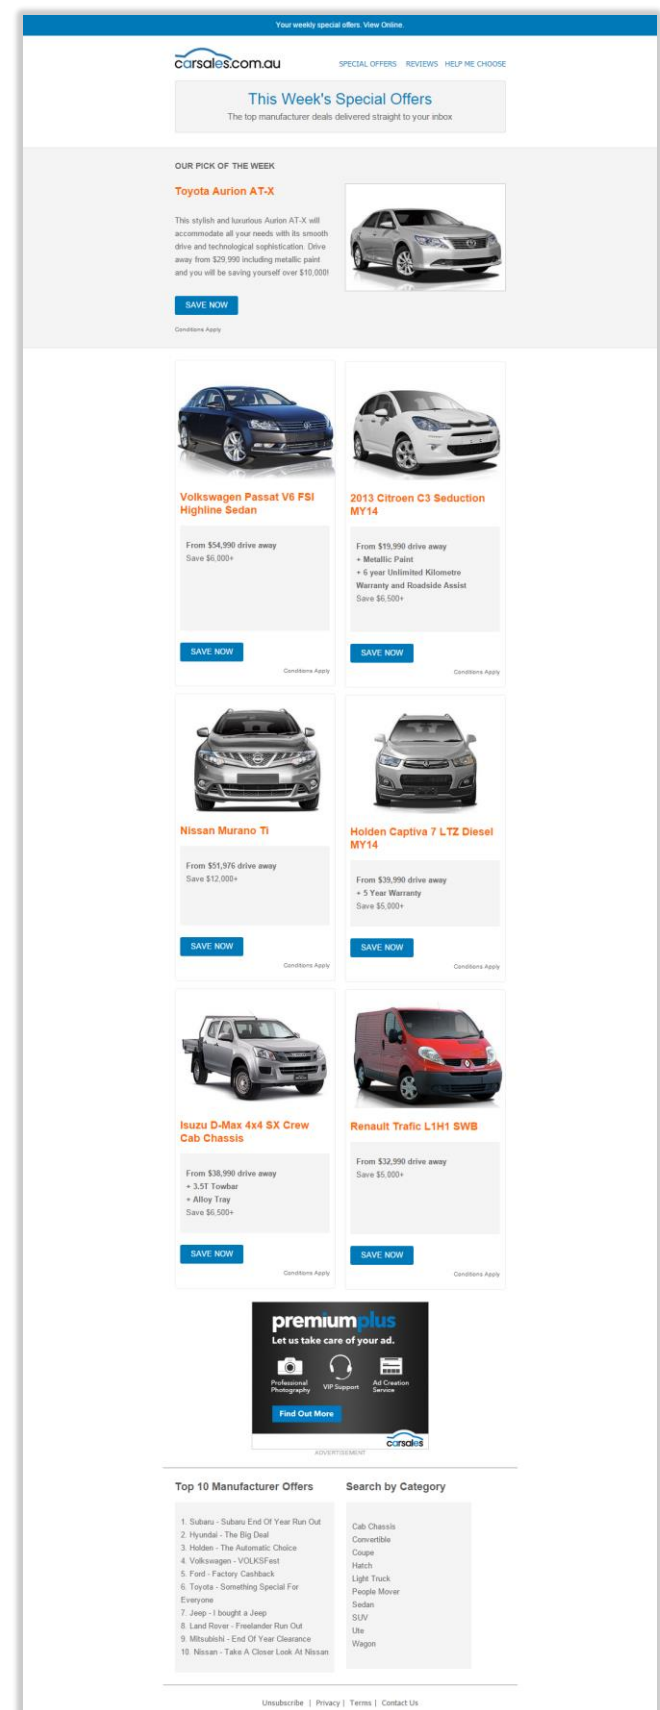 Your weekly special offers. View Online.
carsales.com.au
SPECIAL OFFERS REVIEWS HELP ME CHOOSE
This Week's Special Offers
The top manufacturer deals delivered straight to your inbox
OUR PICK OF THE WEEK
Toyota Aurion AT-X
This stylish and luxurious Aurion AT-X will
accommodate all your needs with its smooth
drive and technological sophistication. Drive
away from $29,990 including metallic paint
and you will be saving yourself over $10,000!
SAVE NOW
Conditions Apply
Volkswagen Passat V6 FSI
Highline Sedan
From $54,990 drive away
Save $6,000+
SAVE NOW
Conditions Apply
2013 Citroen C3 Seduction
MY14
From $19,990 drive away
+ Metallic Paint
+ 6 year Unlimited Kilometre
Warranty and Roadside Assist
Save $6,500+
SAVE NOW
Conditions Apply
Nissan Murano Ti
From $51,976 drive away
Save $12,000+
SAVE NOW
Conditions Apply
Holden Captiva 7 LTZ Diesel
MY14
From $39,990 drive away
+ 5 Year Warranty
Save $5,000+
SAVE NOW
Conditions Apply
Isuzu D-Max 4x4 SX Crew
Cab Chassis
From $38,990 drive away
+ 3.5T Towbar
+ Alloy Tray
Save $6,500+
SAVE NOW
Conditions Apply
Renault Trafic L1H1 SWB
From $32,990 drive away
Save $5,000+
SAVE NOW
Conditions Apply
premiumplus
Let us take care of your ad.
Professional
Photography
VIP Support
Ad Creation
Service
Find Out More
carsales
ADVERTISEMENT
Top 10 Manufacturer Offers
1. Subaru - Subaru End Of Year Run Out
2. Hyundai - The Big Deal
3. Holden - The Automatic Choice
4. Volkswagen - VOLKSFest
5. Ford - Factory Cashback
6. Toyota - Something Special For
Everyone
7. Jeep - I bought a Jeep
8. Land Rover - Freelander Run Out
9. Mitsubishi - End Of Year Clearance
10. Nissan - Take A Closer Look At Nissan
Search by Category
Cab Chassis
Convertible
Coupe
Hatch
Light Truck
People Mover
Sedan
SUV
Ute
Wagon
Unsubscribe | Privacy | Terms | Contact Us